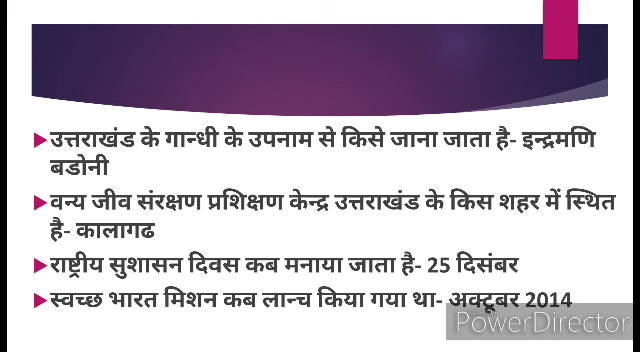 उत्तराखंड के गान्धी के उपनाम से किसे जाना जाता है- इन्द्रमणि
बडोनी
वन्य जीव संरक्षण प्रशिक्षण केन्द्र उत्तराखंड के किस शहर में स्थित
है- कालागढ
राष्ट्रीय सुशासन दिवस कब मनाया जाता है- 25 दिसंबर
स्वच्छ भारत मिशन कब लान्च किया गया था- अक्टूबर 2014
PowerDirector